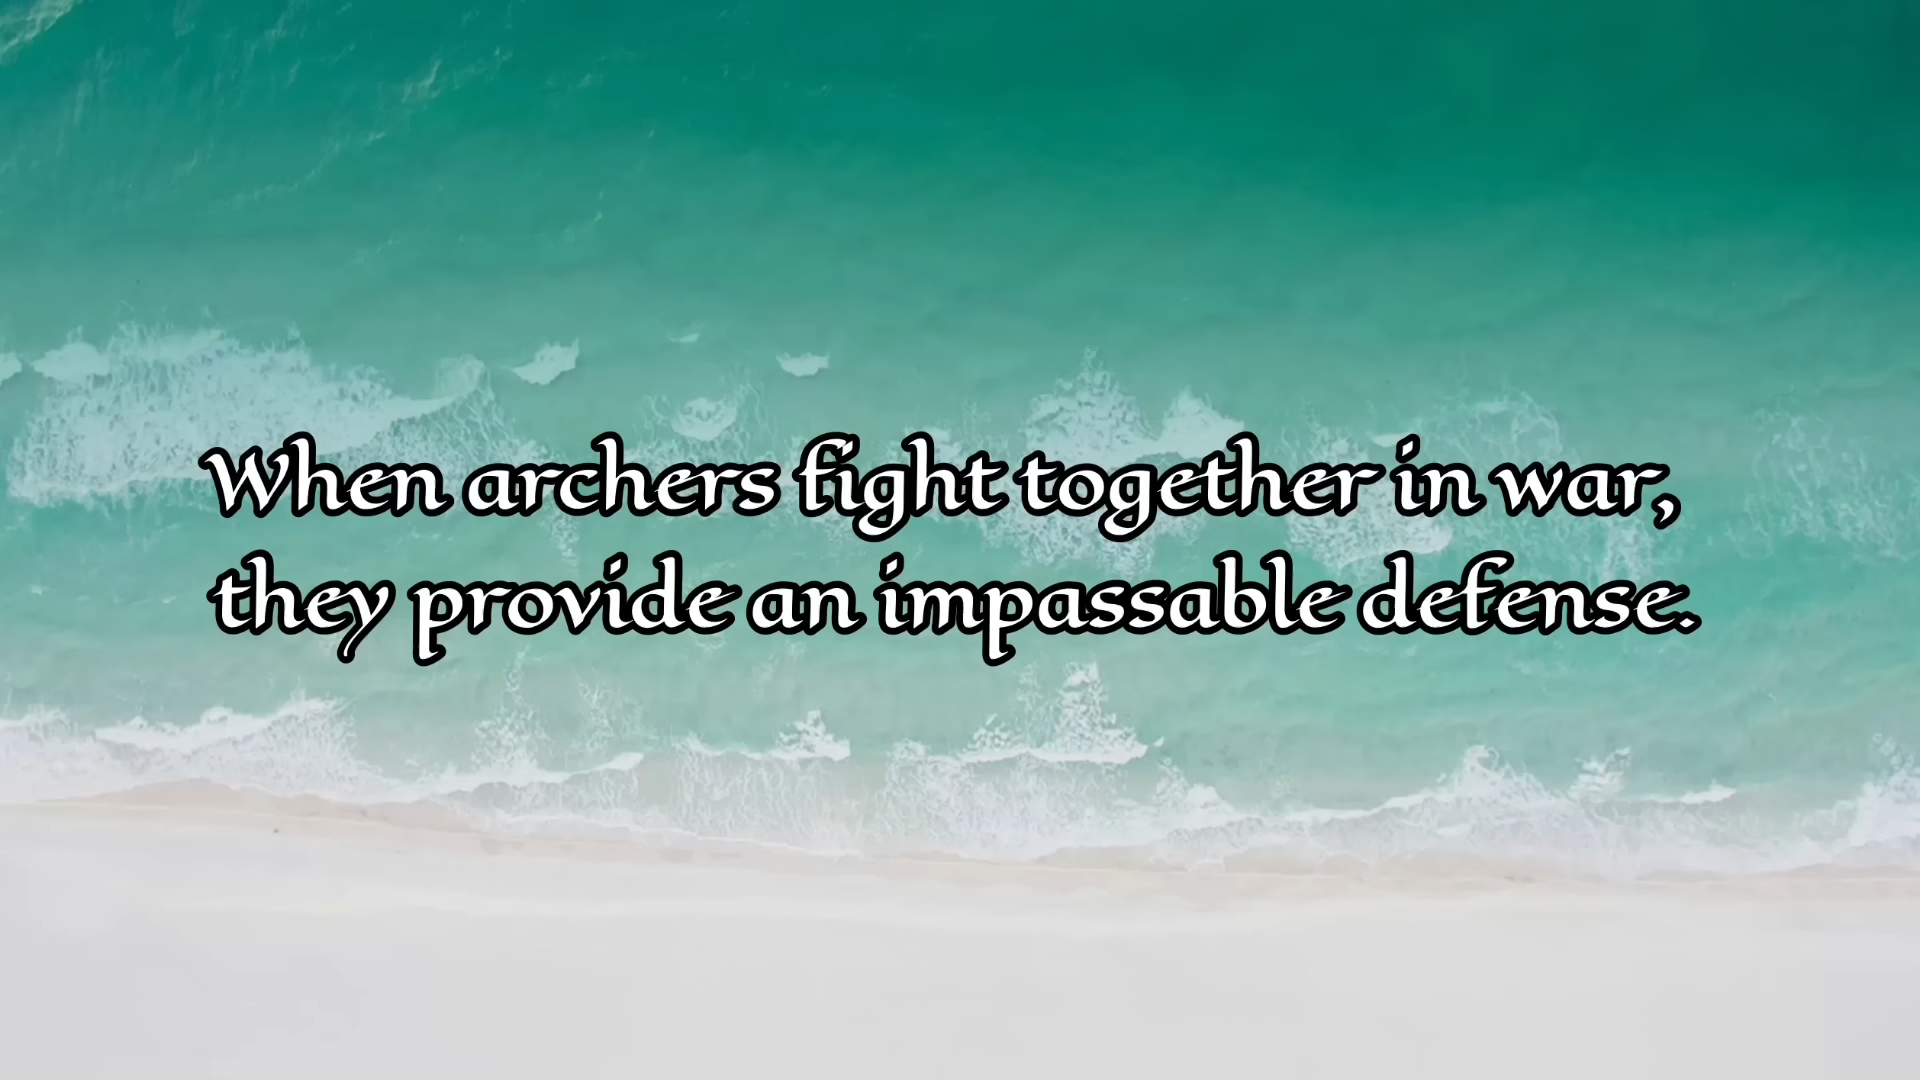 When archers fight together in war,
they provide an impassable defense.